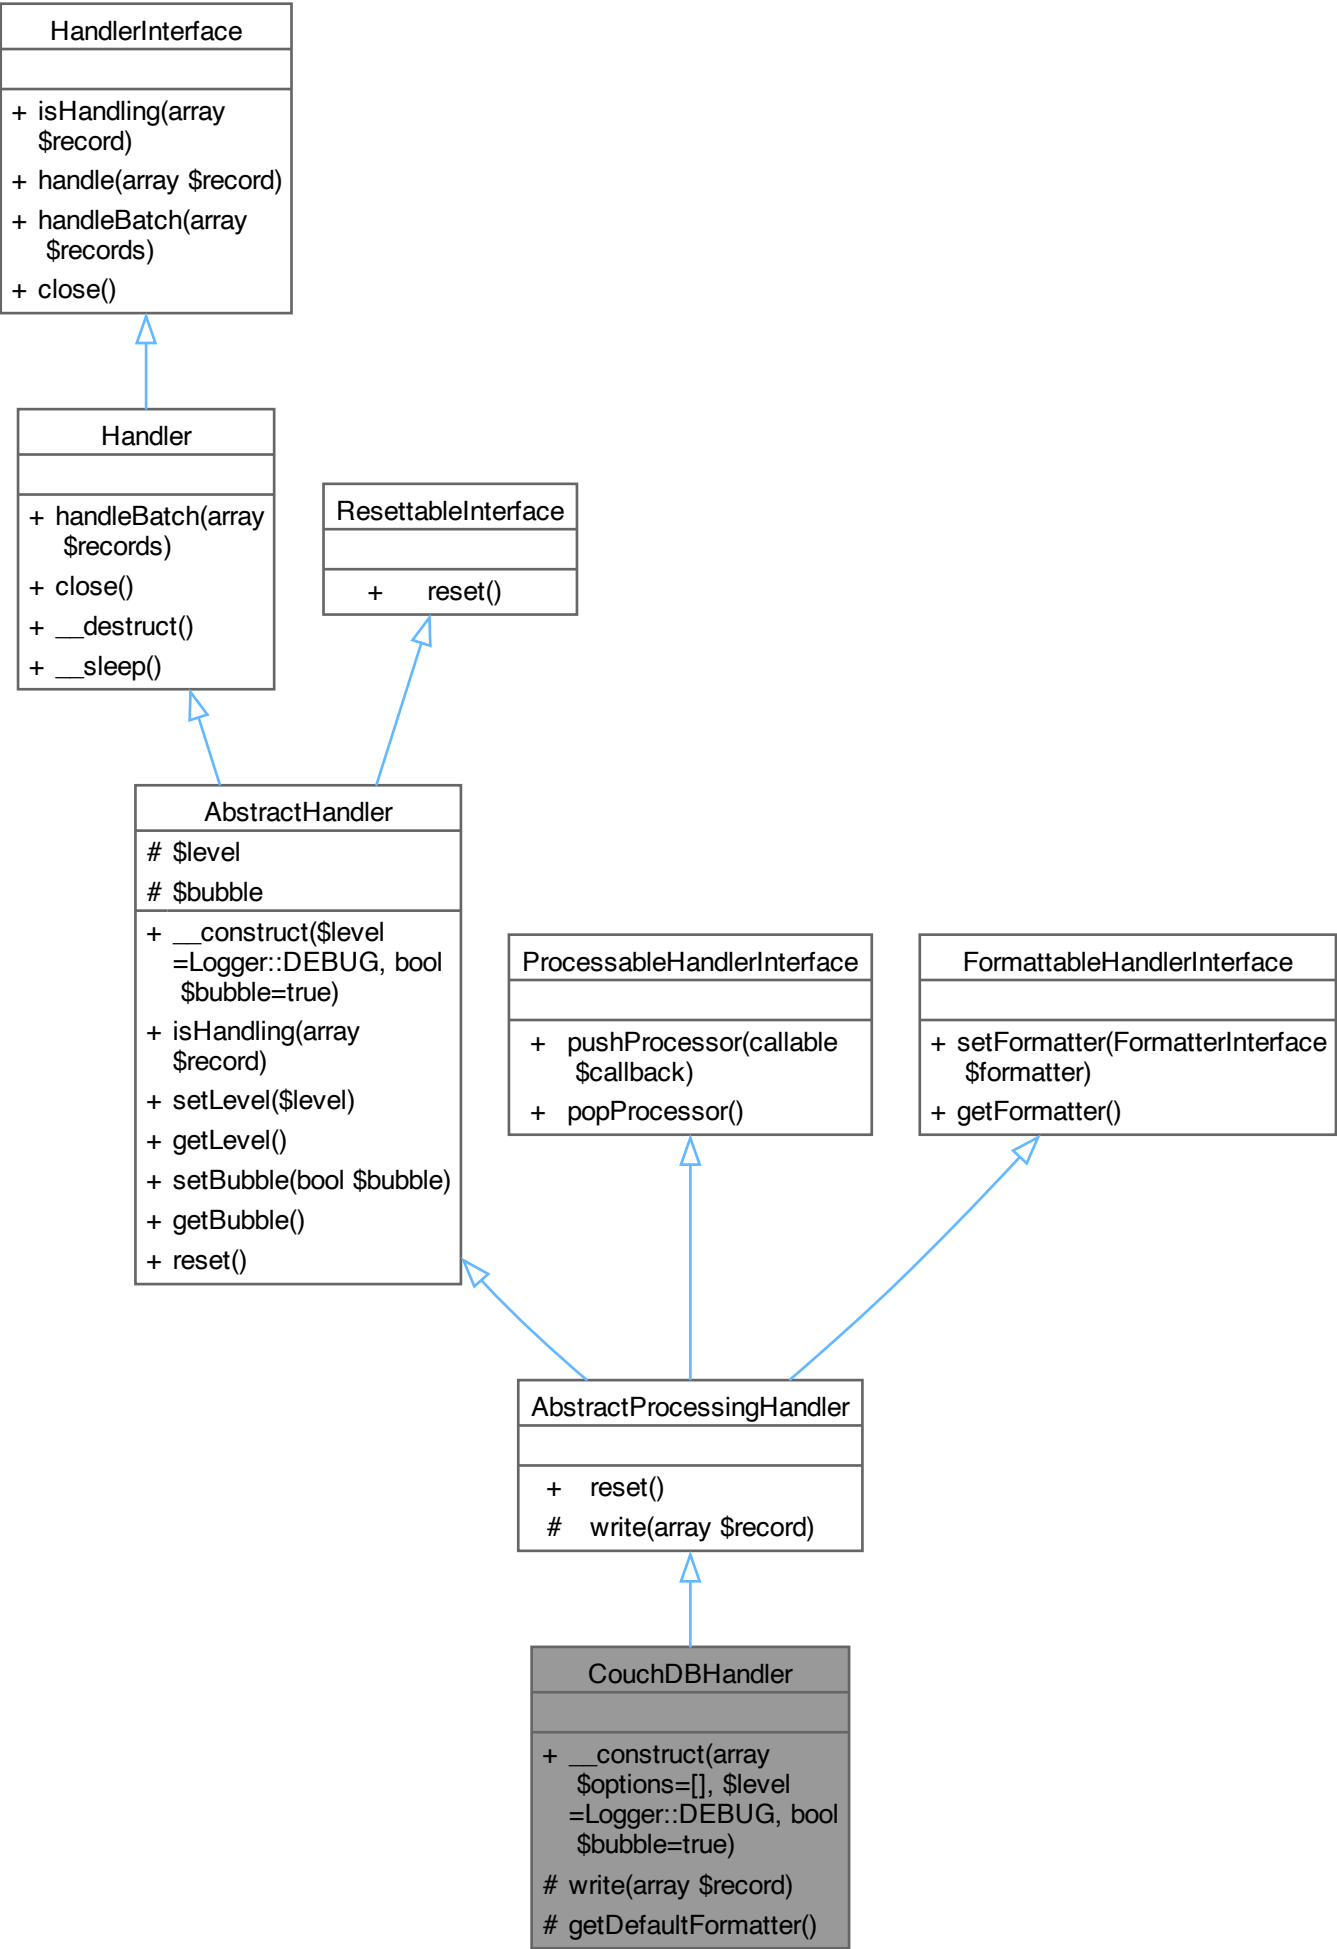 HandlerInterface
+ isHandling(array
$record)
+ handle(array $record)
+ handleBatch(array
$records)
+ close()
Handler
+ handleBatch(array
$records)
+ close()
+ __destruct()
+ __sleep()
ResettableInterface
+ reset()
AbstractHandler
# $level
# $bubble
+ __construct($level
=Logger::DEBUG, bool
$bubble=true)
+ isHandling(array
$record)
+ setLevel($level)
+ getLevel()
+ setBubble(bool $bubble)
+ getBubble()
+ reset()
ProcessableHandlerInterface
+ pushProcessor(callable
$callback)
+ popProcessor()
FormattableHandlerInterface
+ setFormatter(FormatterInterface
$formatter)
+ getFormatter()
AbstractProcessingHandler
+ reset()
# write(array $record)
CouchDBHandler
+ __construct(array
$options=[], $level
=Logger::DEBUG, bool
$bubble=true)
# write(array $record)
# getDefaultFormatter()